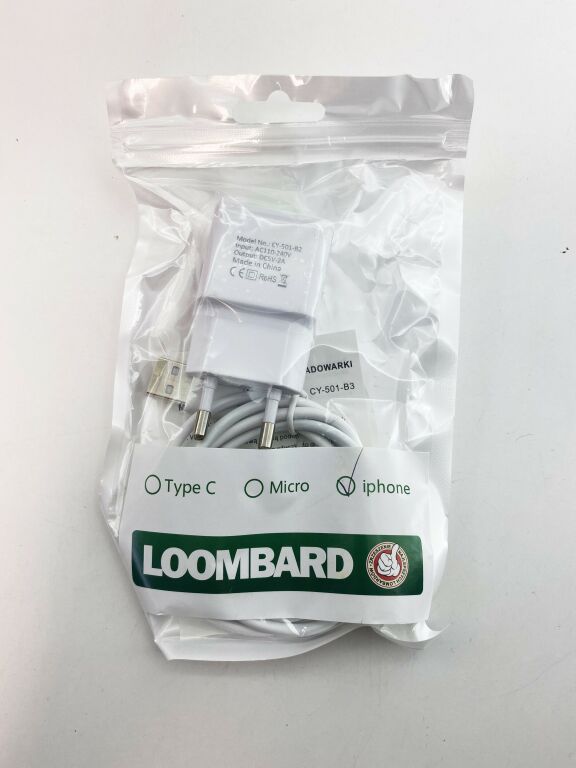 Model No.: CY-501-B2
Input: AC110-240V
Output: DC5V-2A
Made in China
CE RoHS
ADOWARKI
CY-501-B3
Type C
Micro
iphone
LOOMBARD